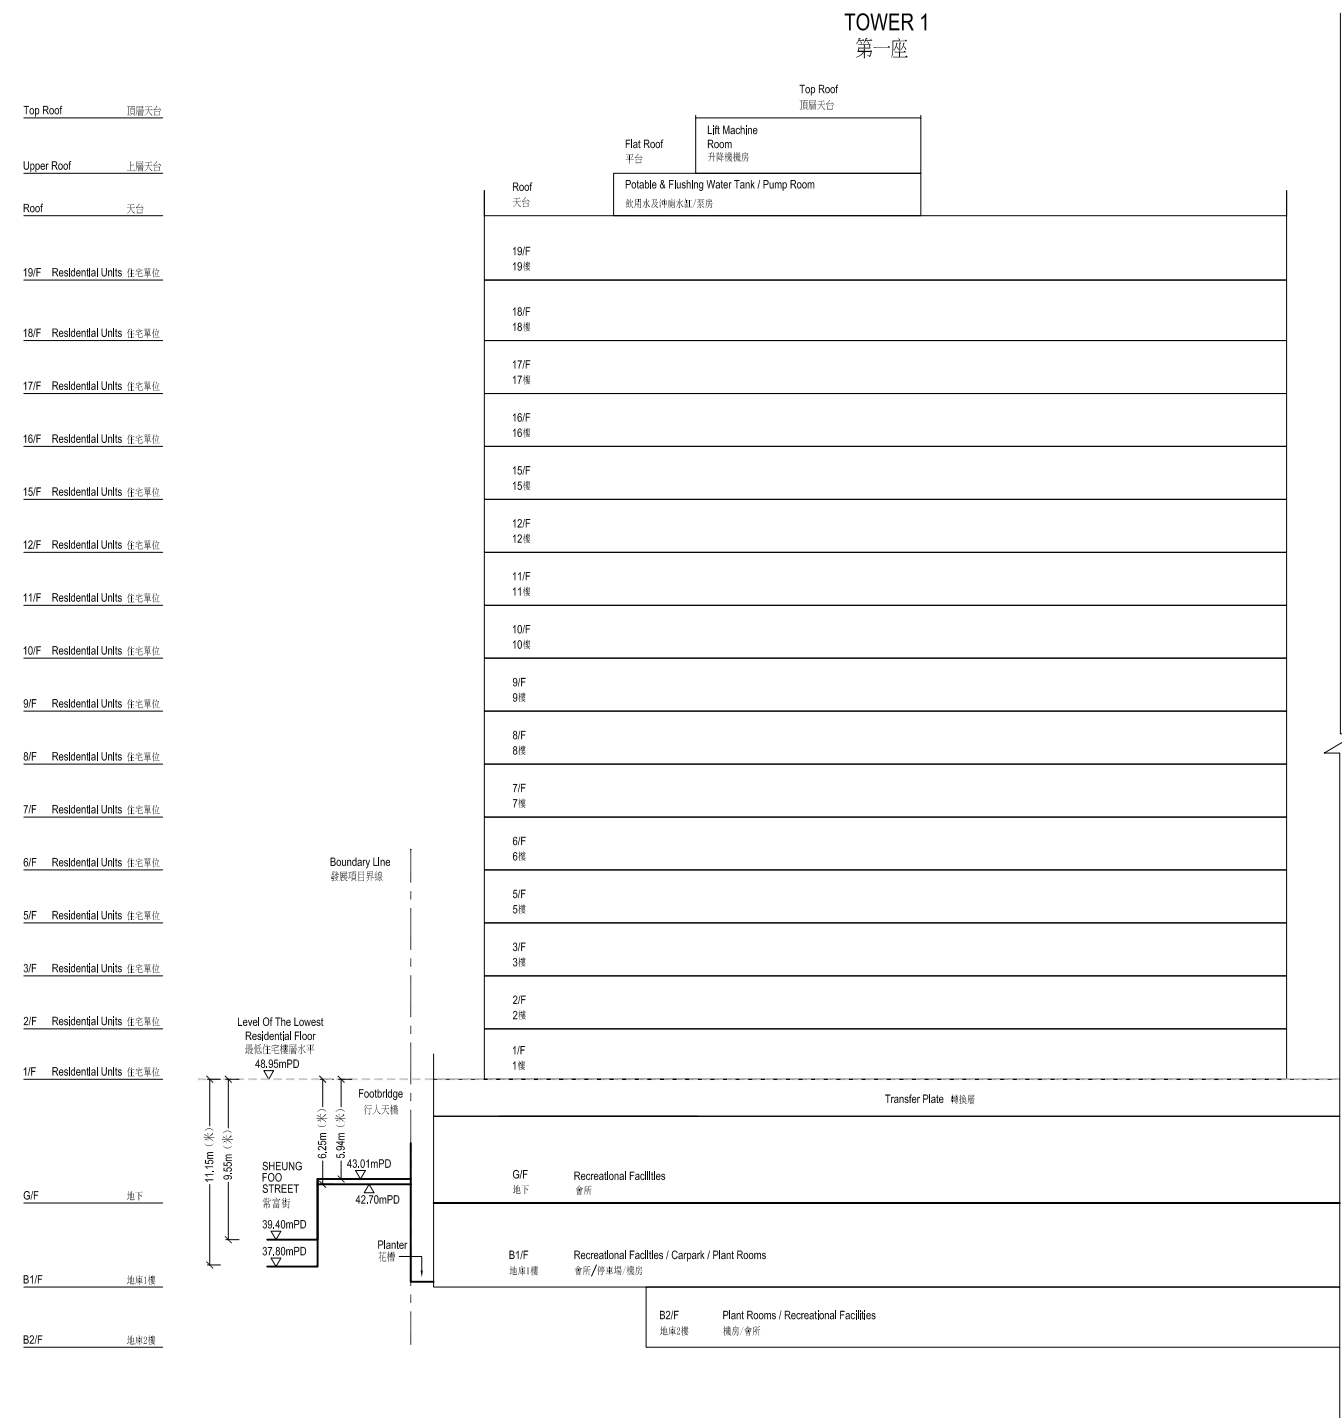 TOWER 1
第一座
Top Roof 頂層天台
Upper Roof 上層天台
Roof 天台
19/F Residential Units 住宅單位
18/F Residential Units 住宅單位
17/F Residential Units 住宅單位
16/F Residential Units 住宅單位
15/F Residential Units 住宅單位
12/F Residential Units 住宅單位
11/F Residential Units 住宅單位
10/F Residential Units 住宅單位
9/F Residential Units 住宅單位
8/F Residential Units 住宅單位
7/F Residential Units 住宅單位
6/F Residential Units 住宅單位
5/F Residential Units 住宅單位
3/F Residential Units 住宅單位
2/F Residential Units 住宅單位
1/F Residential Units 住宅單位
G/F 地下
B1/F 地庫1樓
B2/F 地庫2樓
Boundary Line
發展項目界線
Level Of The Lowest
Residential Floor
最低住宅樓層水平
48.95mPD
11.15m (米)
9.55m (米)
6.25m (米)
5.94m (米)
Footbridge
行人天橋
SHEUNG
FOO
STREET
常富街
43.01mPD
42.70mPD
39.40mPD
37.80mPD
Planter
花槽
Top Roof
頂層天台
Lift Machine
Room
升降機機房
Flat Roof
平台
Potable & Flushing Water Tank / Pump Room
飲用水及沖廁水缸/泵房
Roof
天台
19/F
19樓
18/F
18樓
17/F
17樓
16/F
16樓
15/F
15樓
12/F
12樓
11/F
11樓
10/F
10樓
9/F
9樓
8/F
8樓
7/F
7樓
6/F
6樓
5/F
5樓
3/F
3樓
2/F
2樓
1/F
1樓
Transfer Plate 轉換層
G/F Recreational Facilities
地下 會所
B1/F Recreational Facilities / Carpark / Plant Rooms
地庫1樓 會所/停車場/機房
B2/F Plant Rooms / Recreational Facilities
地庫2樓 機房/會所